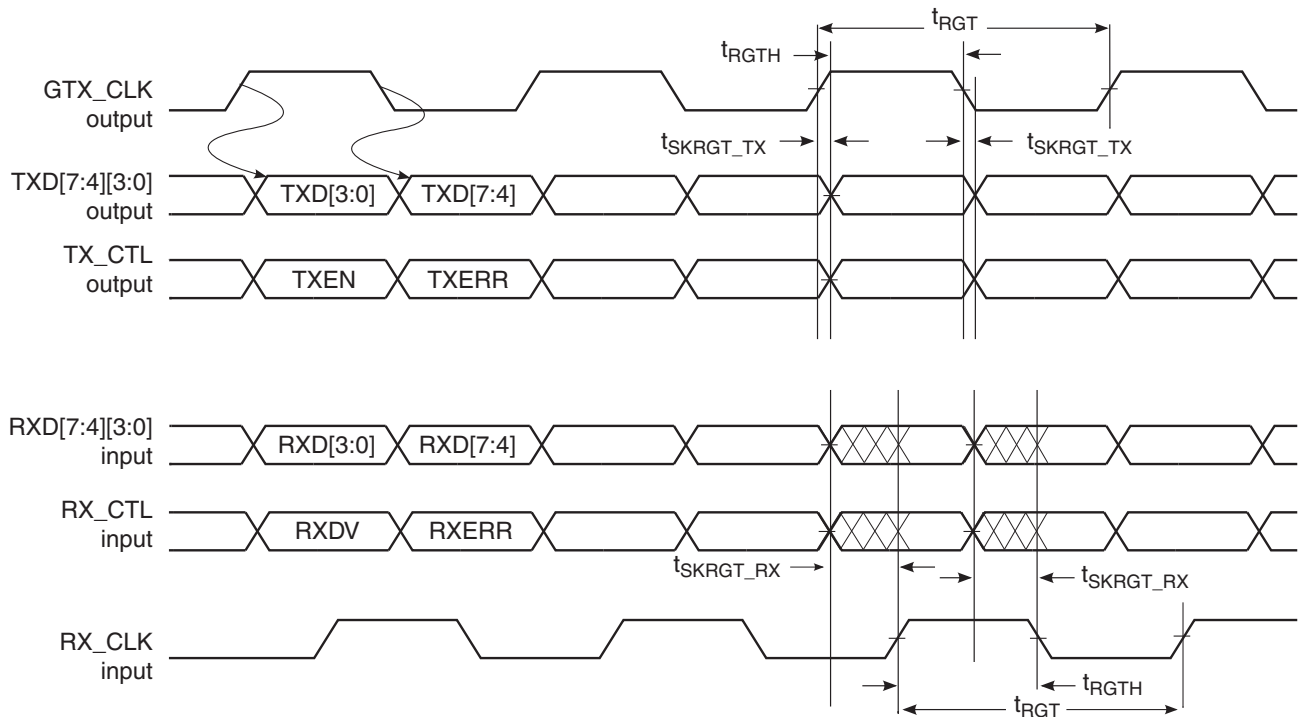 tRGT
tRGTH
GTX_CLK
output
tSKRGT_TX
tSKRGT_TX
TXD[7:4][3:0]
output
TXD[3:0]
TXD[7:4]
TX_CTL
output
TXEN
TXERR
RXD[7:4][3:0]
input
RXD[3:0]
RXD[7:4]
RX_CTL
input
RXDV
RXERR
tSKRGT_RX
tSKRGT_RX
RX_CLK
input
tRGTH
tRGT